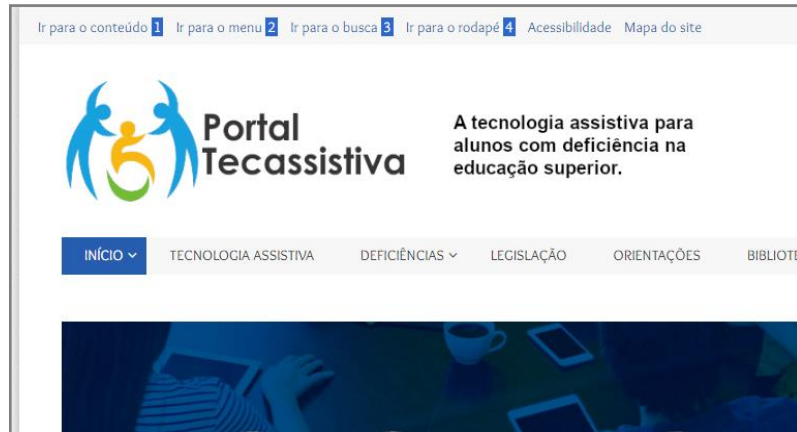 Ir para o conteúdo 1 Ir para o menu 2 Ir para o busca 3 Ir para o rodapé 4 Acessibilidade Mapa do site
Portal
Tecassistiva
A tecnologia assistiva para
alunos com deficiência na
educação superior.
INÍCIO TECNOLOGIA ASSISTIVA DEFICIÊNCIAS LEGISLAÇÃO ORIENTAÇÕES BIBLIOTE